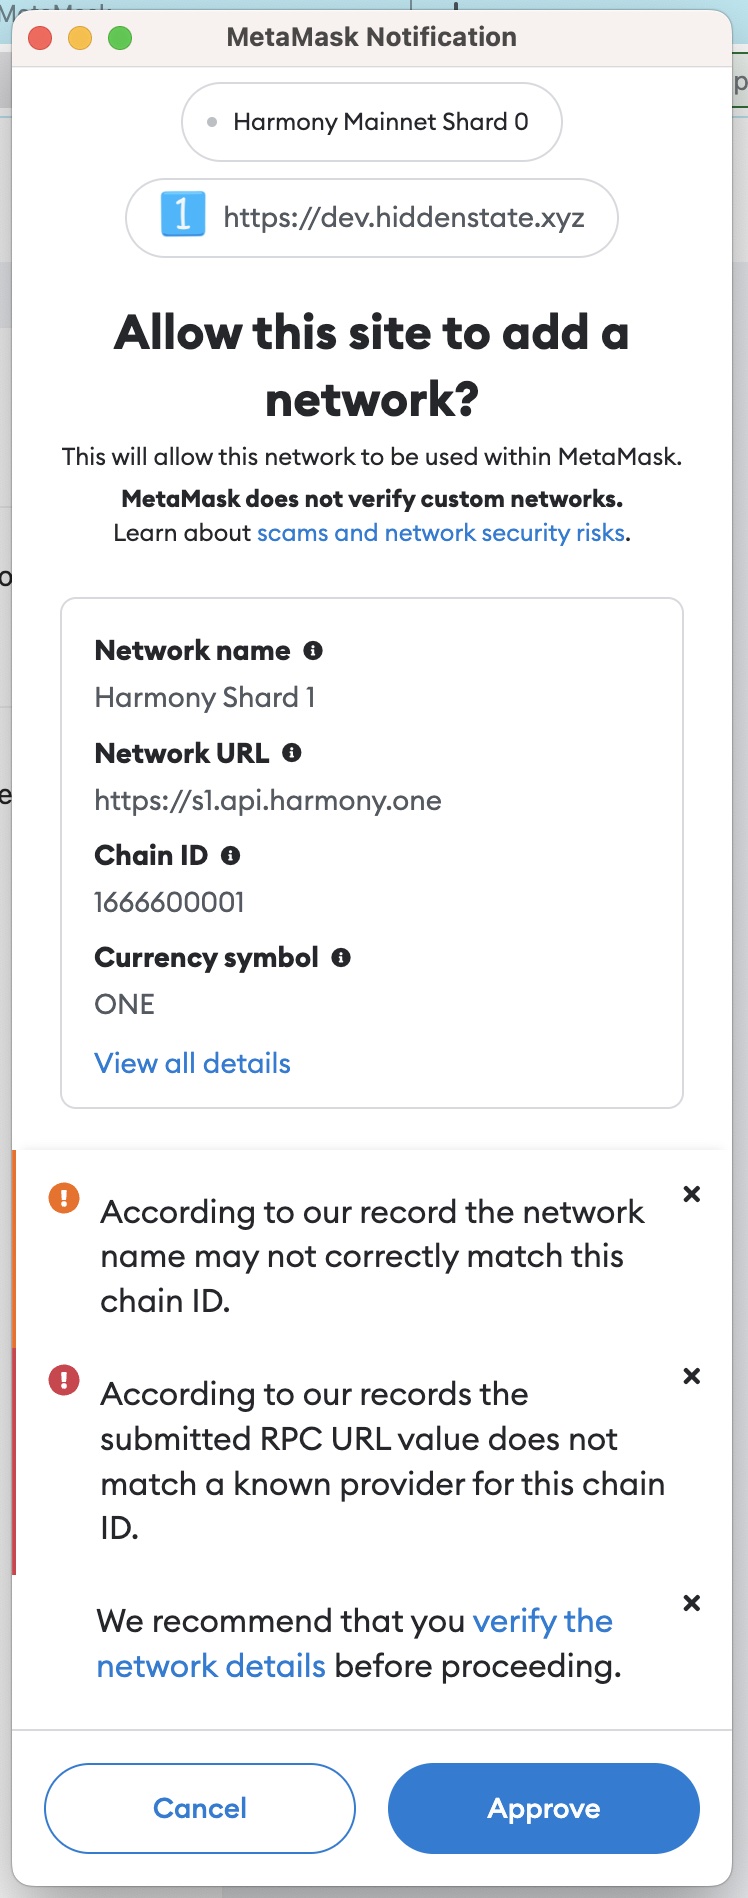 MetaMask Notification
Harmony Mainnet Shard 0
1 https://dev.hiddenstate.xyz
Allow this site to add a
network?
This will allow this network to be used within MetaMask.
MetaMask does not verify custom networks.
Learn about scams and network security risks.
Network name
Harmony Shard 1
Network URL
https://s1.api.harmony.one
Chain ID
1666600001
Currency symbol
ONE
View all details
According to our record the network
name may not correctly match this
chain ID.
According to our records the
submitted RPC URL value does not
match a known provider for this chain
ID.
We recommend that you verify the
network details before proceeding.
Cancel
Approve